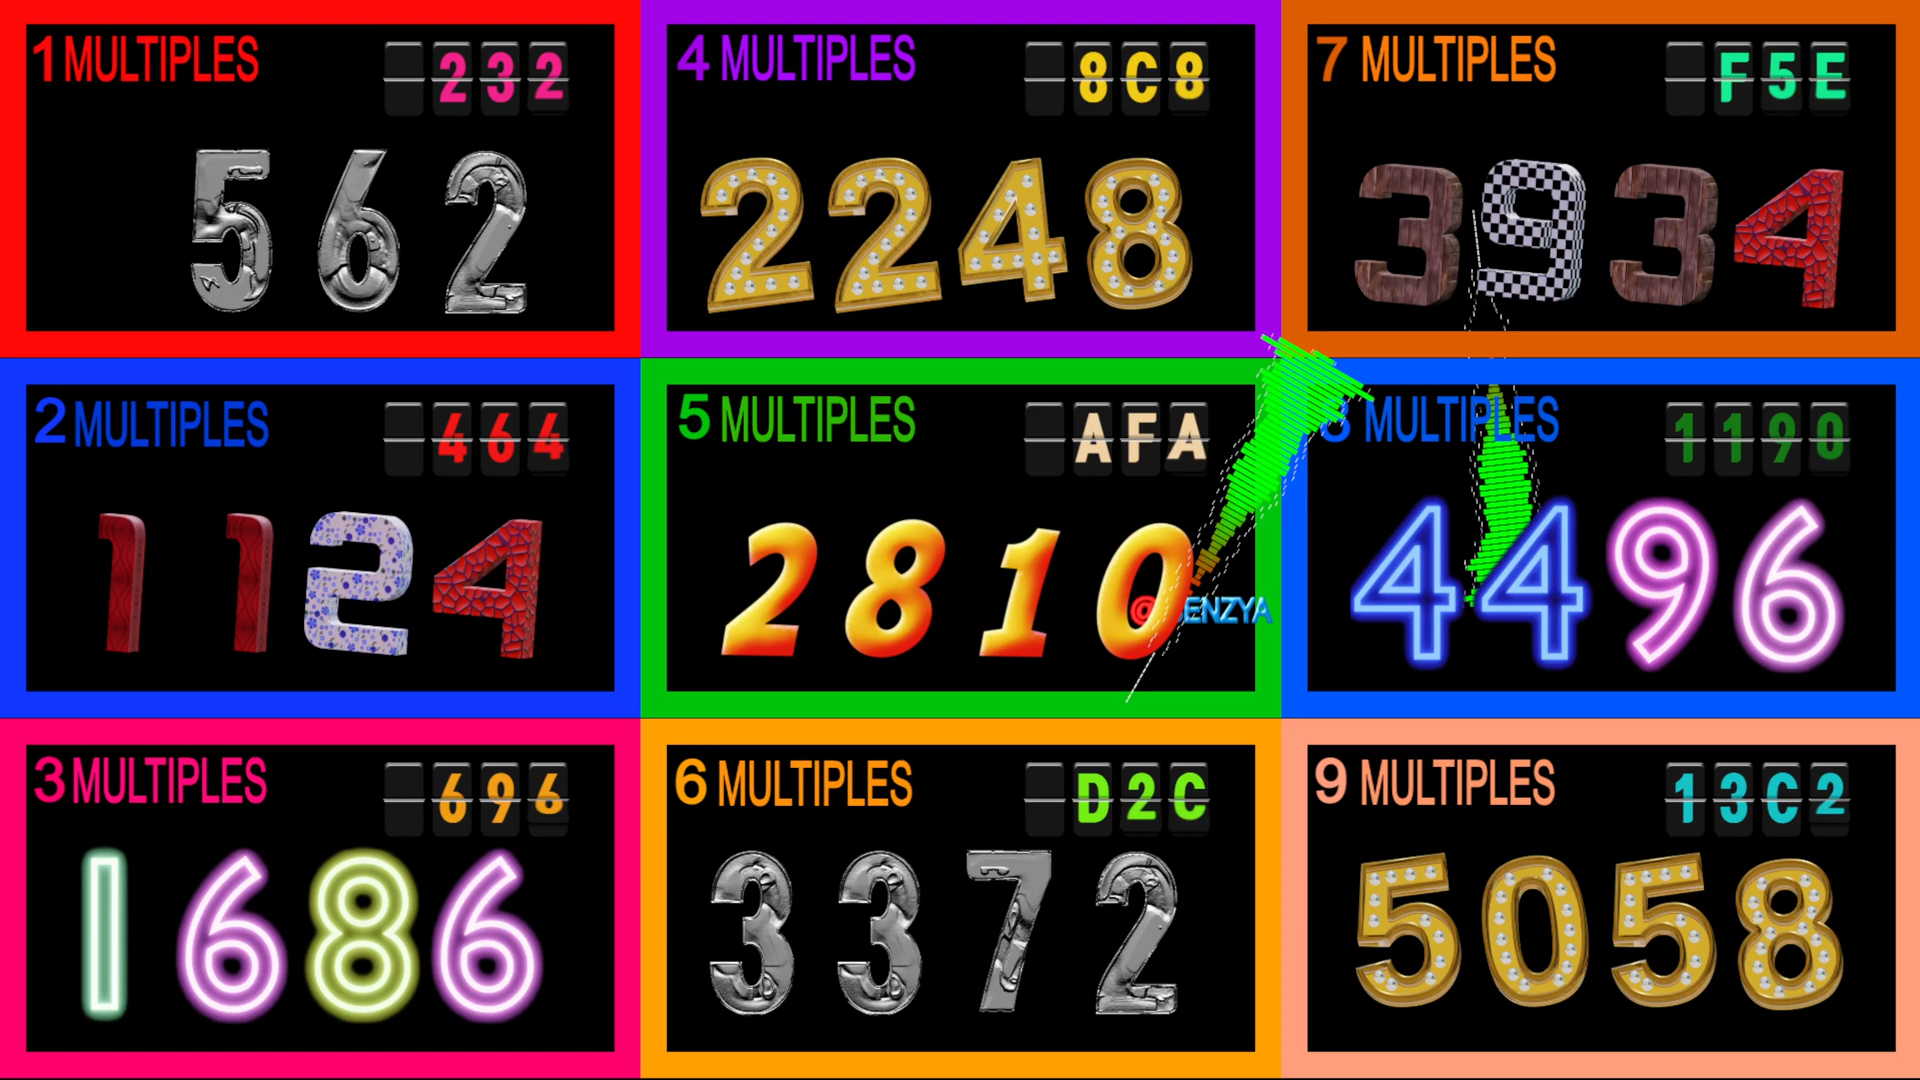 1 MULTIPLES 232
562
4 MULTIPLES 8C8
2248
7 MULTIPLES F5E
3934
2 MULTIPLES 464
1124
5 MULTIPLES AFA
2810
8 MULTIPLES 1190
4496
3 MULTIPLES 696
1686
6 MULTIPLES D2C
3372
9 MULTIPLES 13C2
5058